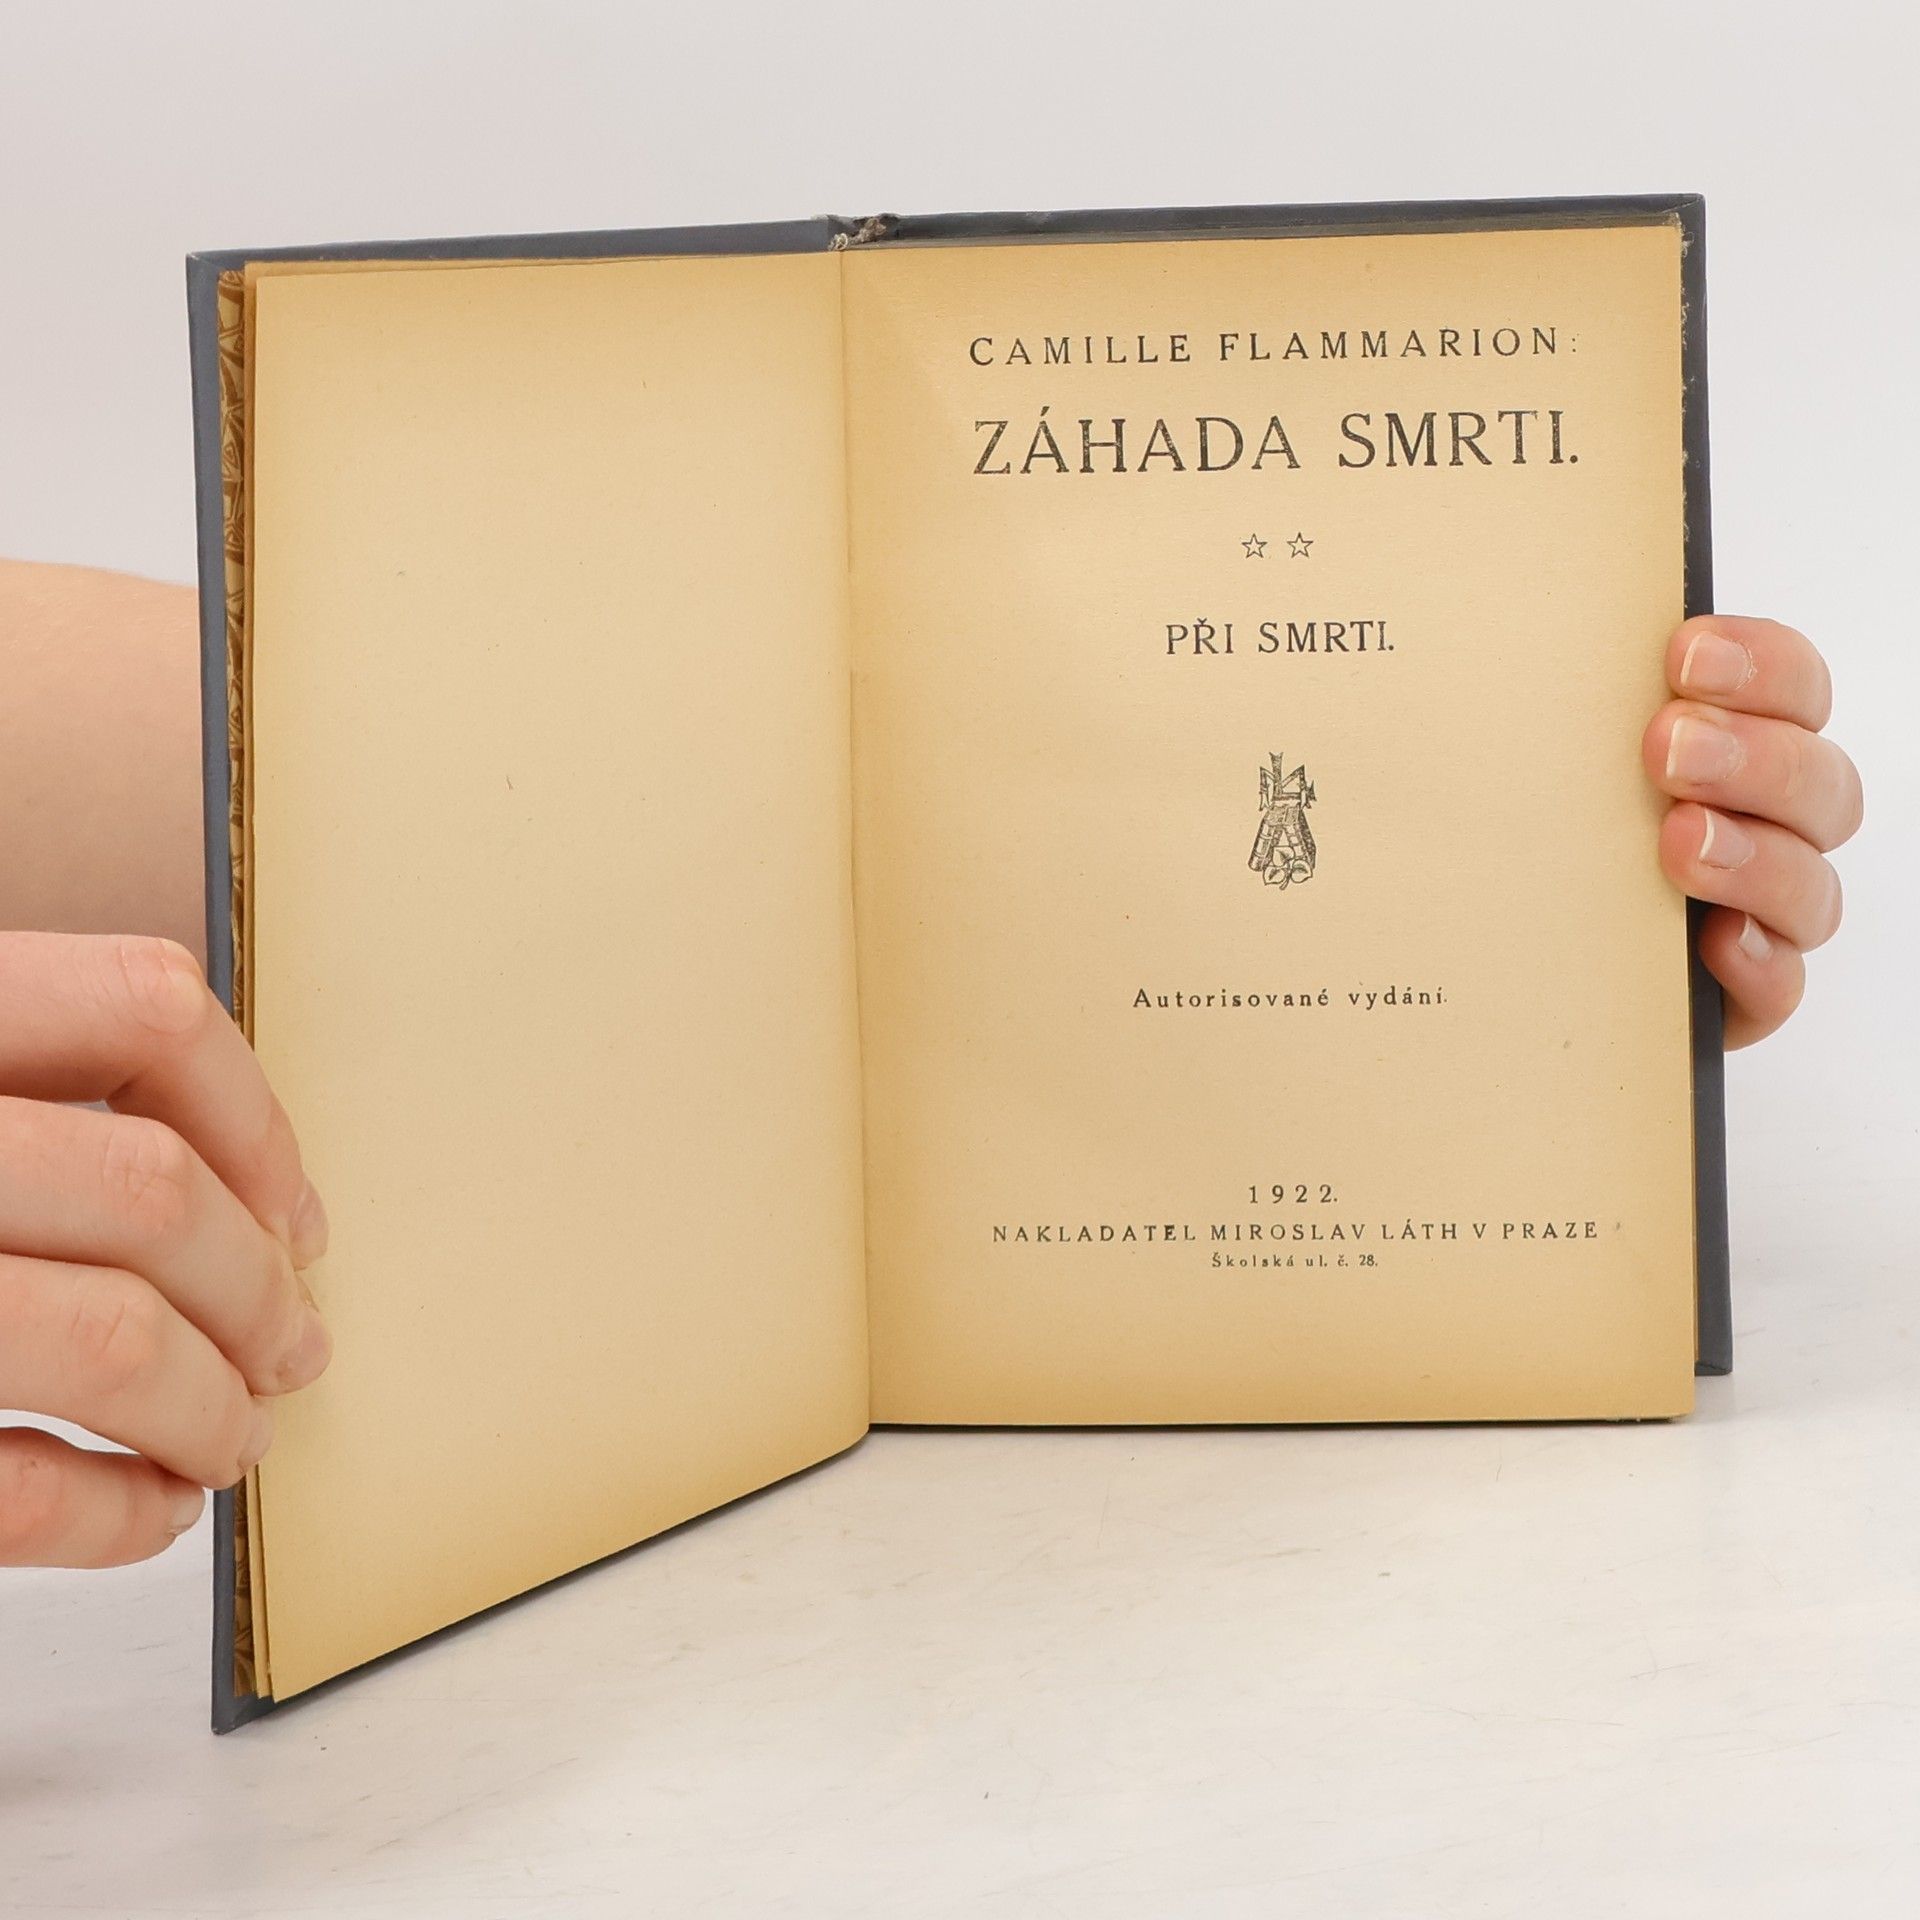 CAMILLE FLAMMARION:
ZÁHADA SMRTI.
☆ ☆
PŘI SMRTI.
Autorisované vydání.
1922.
NAKLADATEL MIROSLAV LÁTH V PRAZE
Školská ul. č. 28.